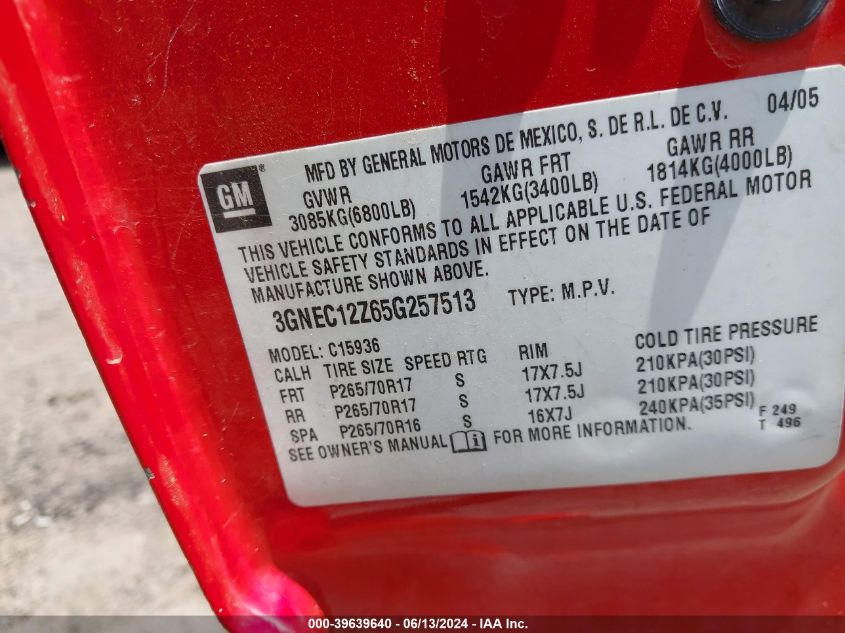 GM®
MFD BY GENERAL MOTORS DE MEXICO, S. DE R.L. DE C.V. 04/05
GVWR GAWR FRT GAWR RR
3085KG(6800LB) 1542KG(3400LB) 1814KG(4000LB)
THIS VEHICLE CONFORMS TO ALL APPLICABLE U.S. FEDERAL MOTOR
VEHICLE SAFETY STANDARDS IN EFFECT ON THE DATE OF
MANUFACTURE SHOWN ABOVE.
3GNEC12Z65G257513 TYPE: M.P.V.
MODEL: C15936
CALH TIRE SIZE SPEED RTG RIM COLD TIRE PRESSURE
FRT P265/70R17 S 17X7.5J 210KPA(30PSI)
RR P265/70R17 S 17X7.5J 210KPA(30PSI)
SPA P265/70R16 S 16X7J 240KPA(35PSI)
SEE OWNER'S MANUAL FOR MORE INFORMATION.
F 249
T 496
000-39639640 - 06/13/2024 - IAA Inc.